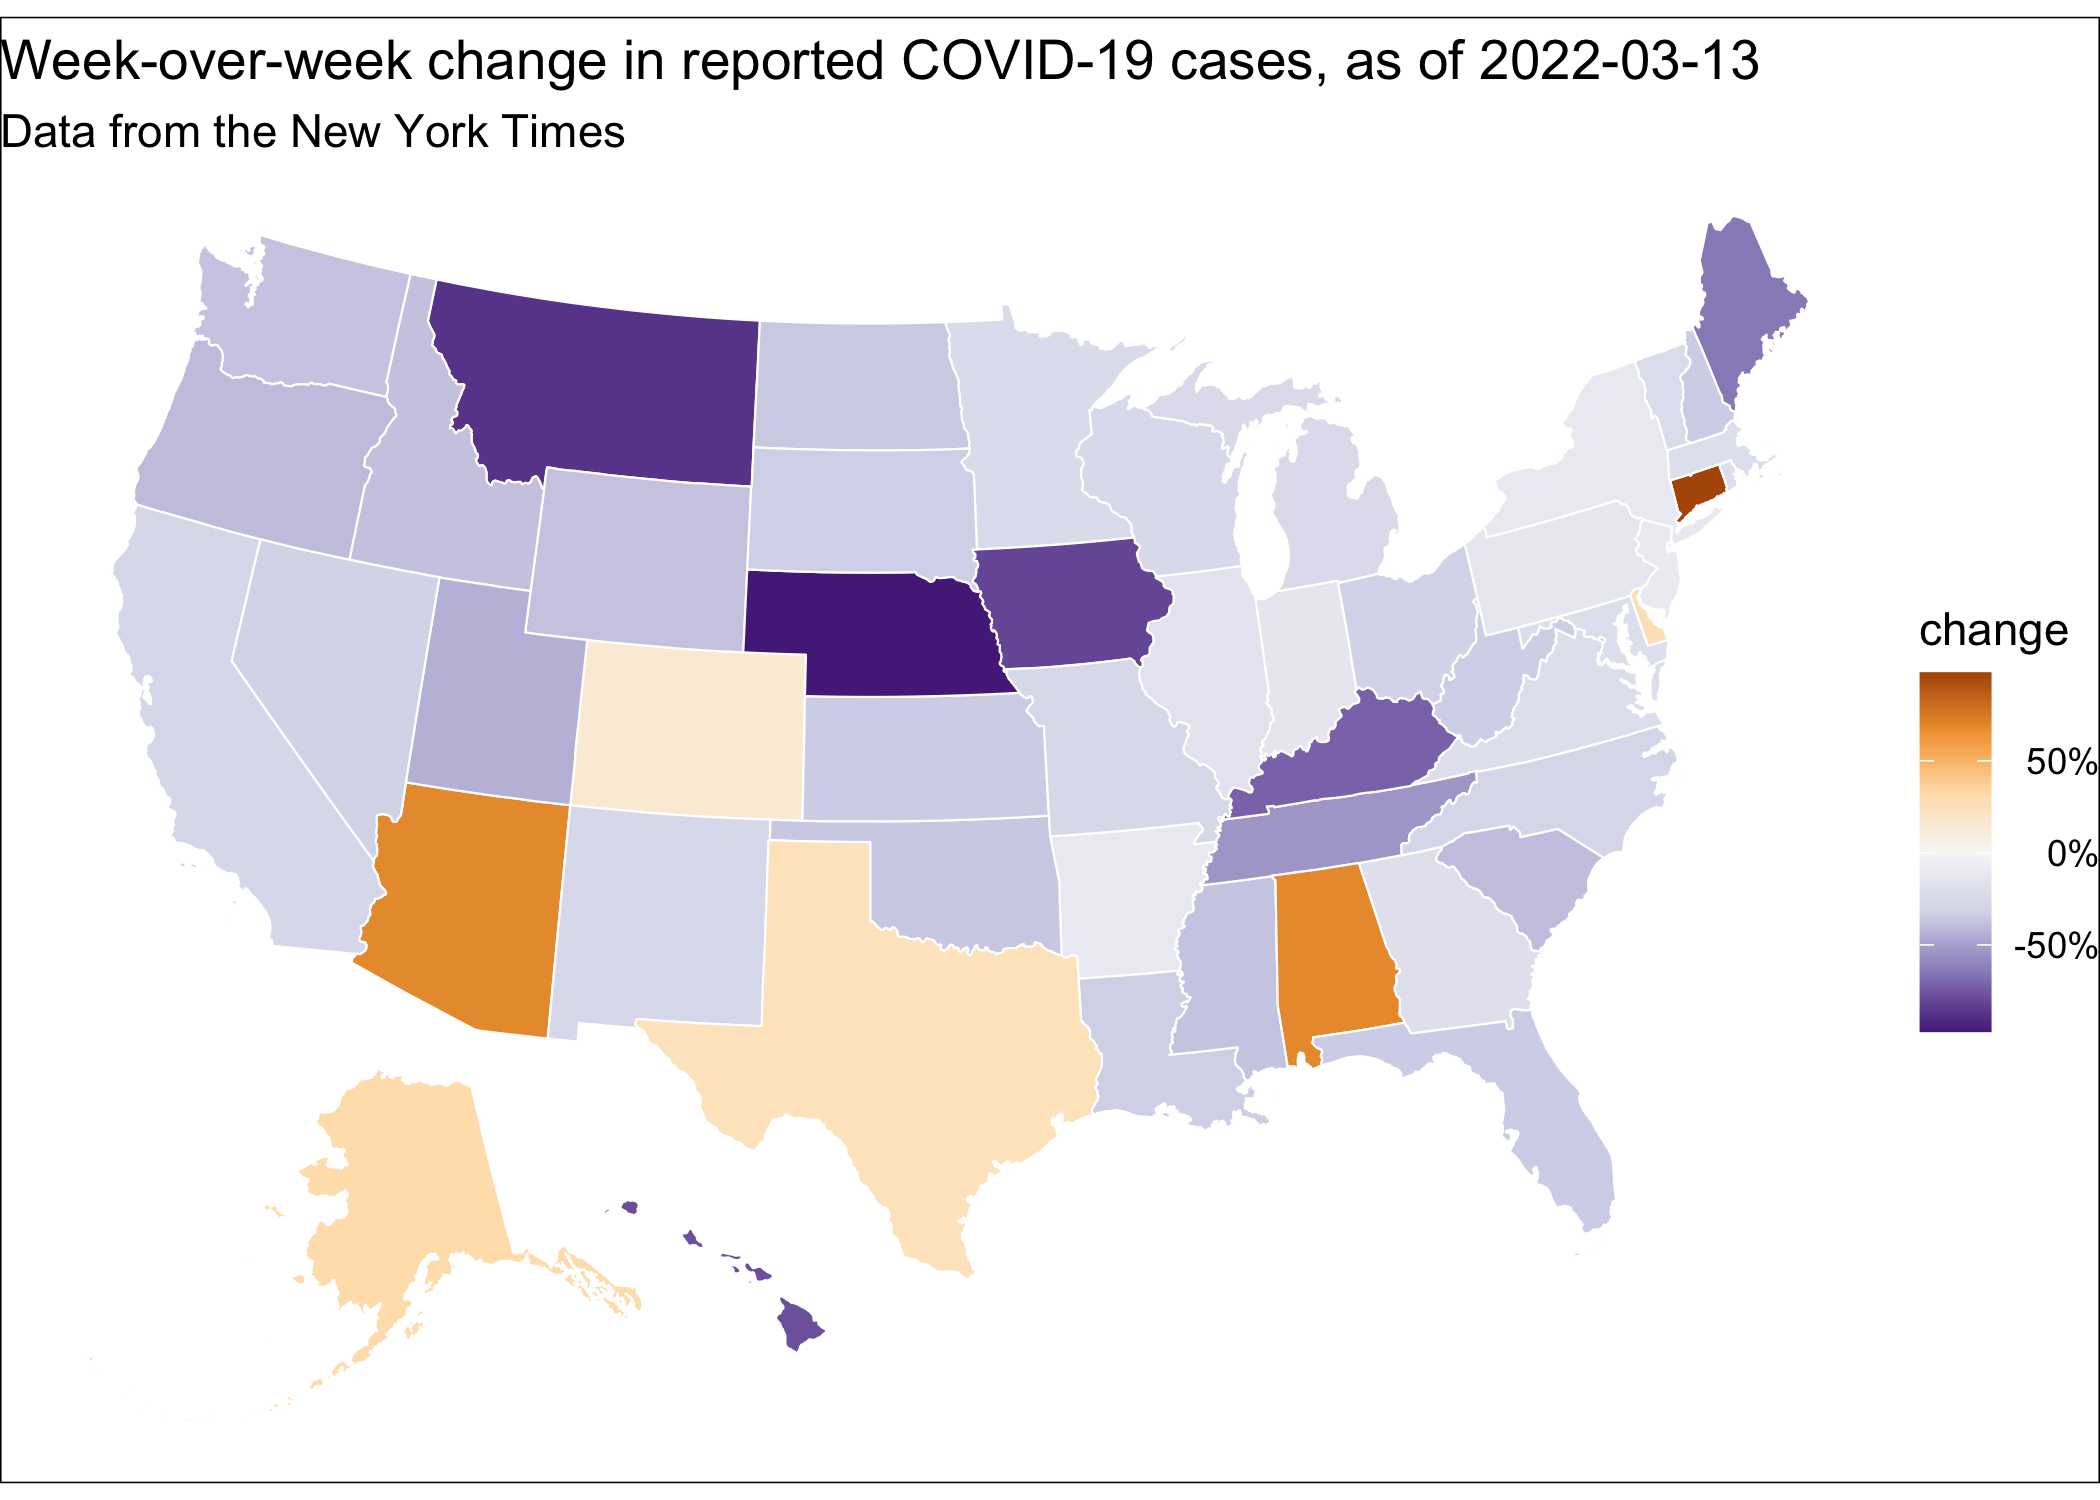 Week-over-week change in reported COVID-19 cases, as of 2022-03-13
Data from the New York Times
change
50%
0%
-50%